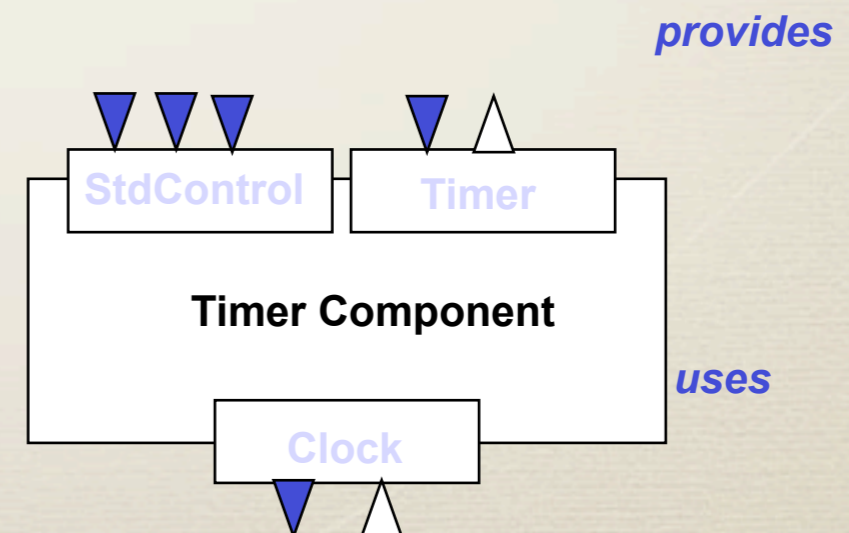 provides
StdControl
Timer
Timer Component
uses
Clock